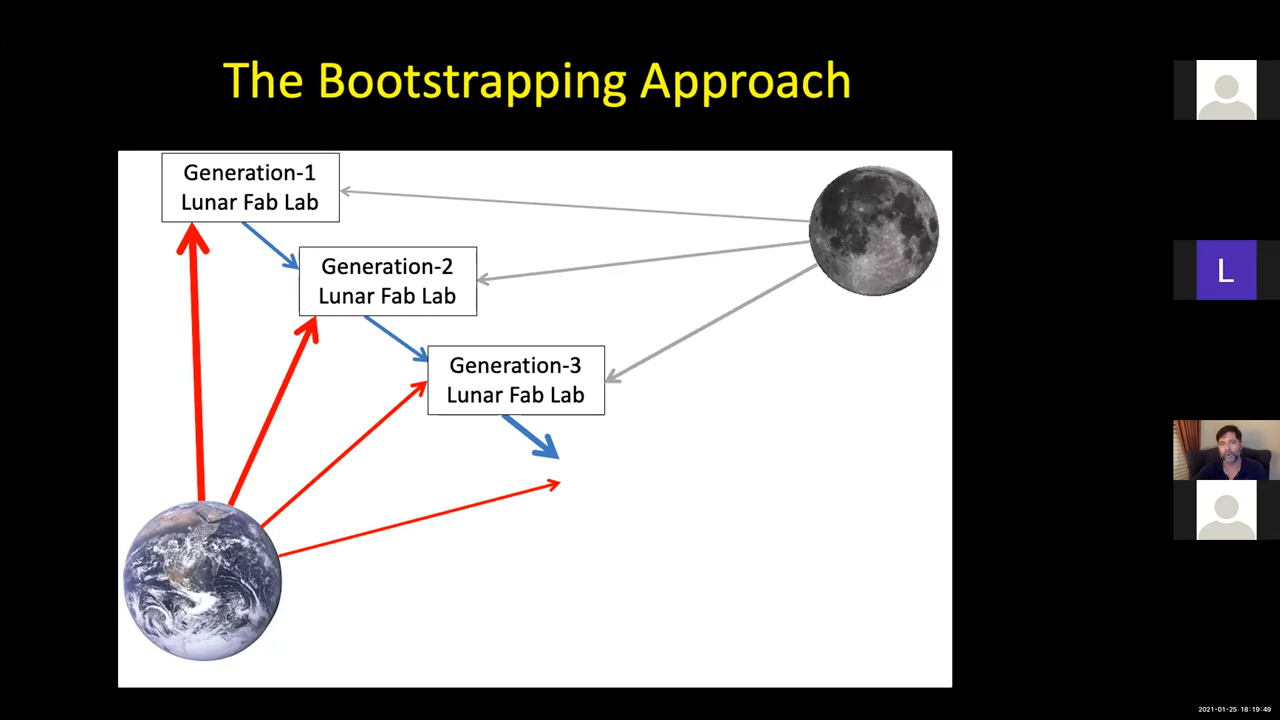 The Bootstrapping Approach
Generation-1
Lunar Fab Lab
Generation-2
Lunar Fab Lab
Generation-3
Lunar Fab Lab
L
2021-01-25 18:19:49